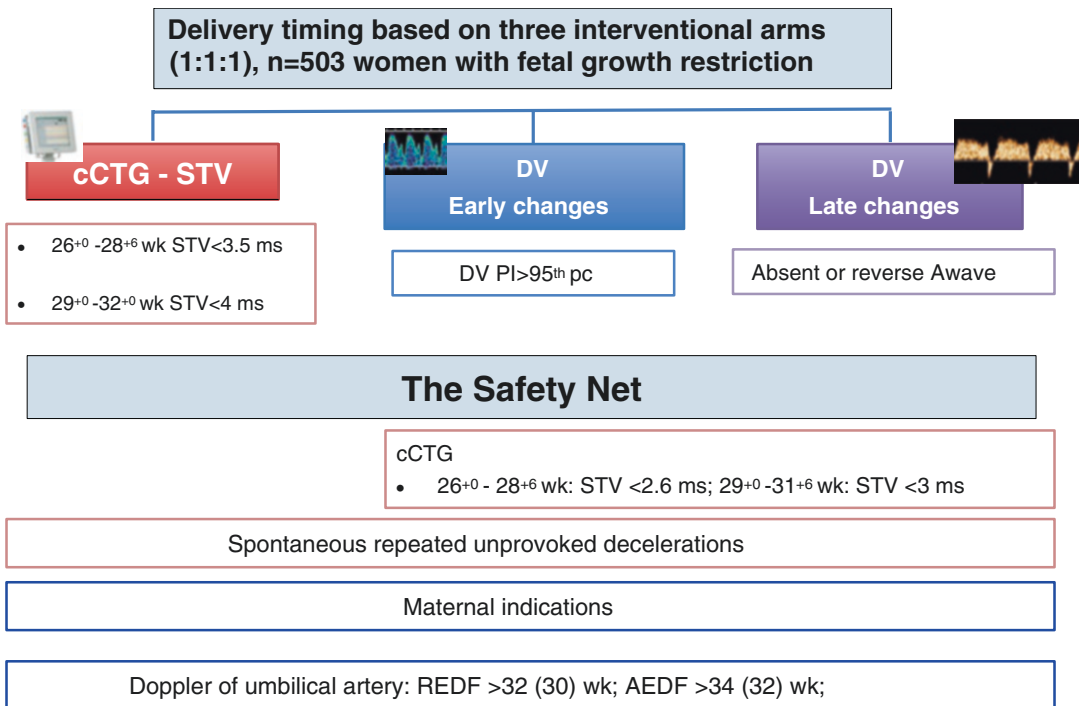 Delivery timing based on three interventional arms
(1:1:1), n=503 women with fetal growth restriction
cCTG - STV
DV
Early changes
DV
Late changes
• 26⁺⁰ -28⁺⁶ wk STV<3.5 ms
• 29⁺⁰ -32⁺⁰ wk STV<4 ms
DV PI>95ᵗʰ pc
Absent or reverse Awave
The Safety Net
cCTG
• 26⁺⁰ - 28⁺⁶ wk: STV <2.6 ms; 29⁺⁰ -31⁺⁶ wk: STV <3 ms
Spontaneous repeated unprovoked decelerations
Maternal indications
Doppler of umbilical artery: REDF >32 (30) wk; AEDF >34 (32) wk;